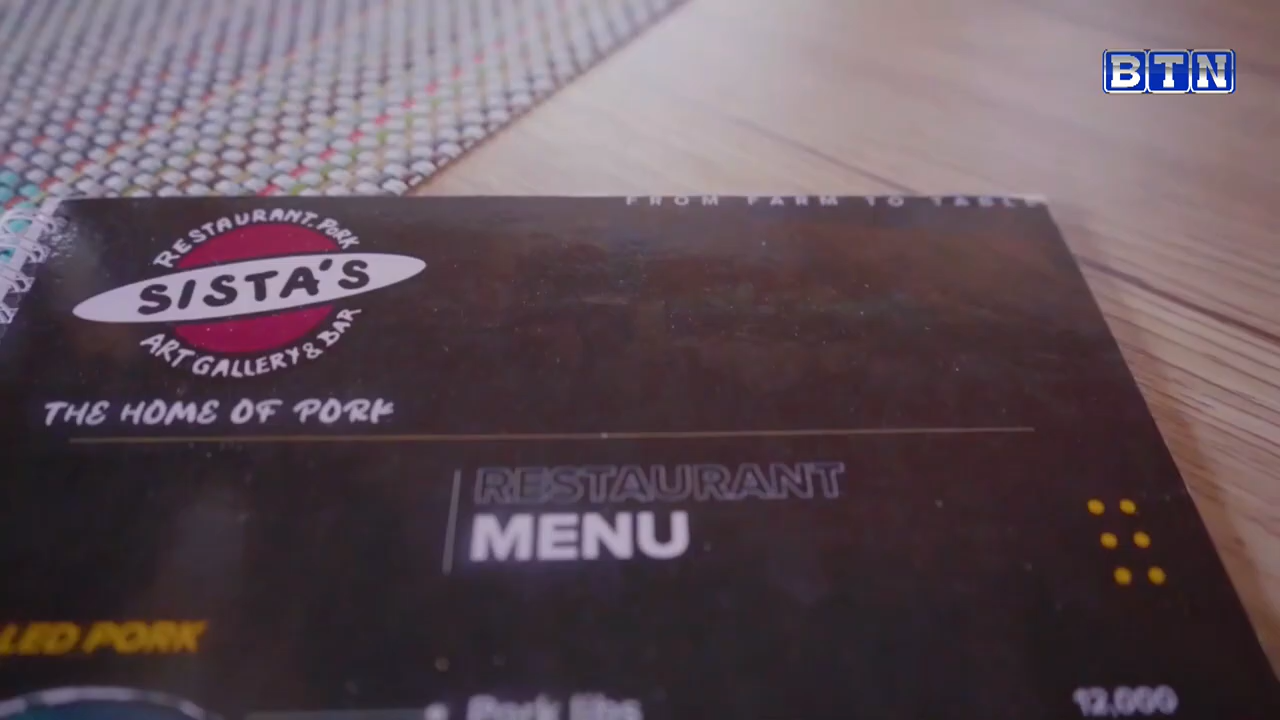 BTN
FROM FARM TO TABLE
RESTAURANT. PORK
SISTA'S
ART GALLERY & BAR
THE HOME OF PORK
RESTAURANT
MENU
LED PORK
Pork
12,000